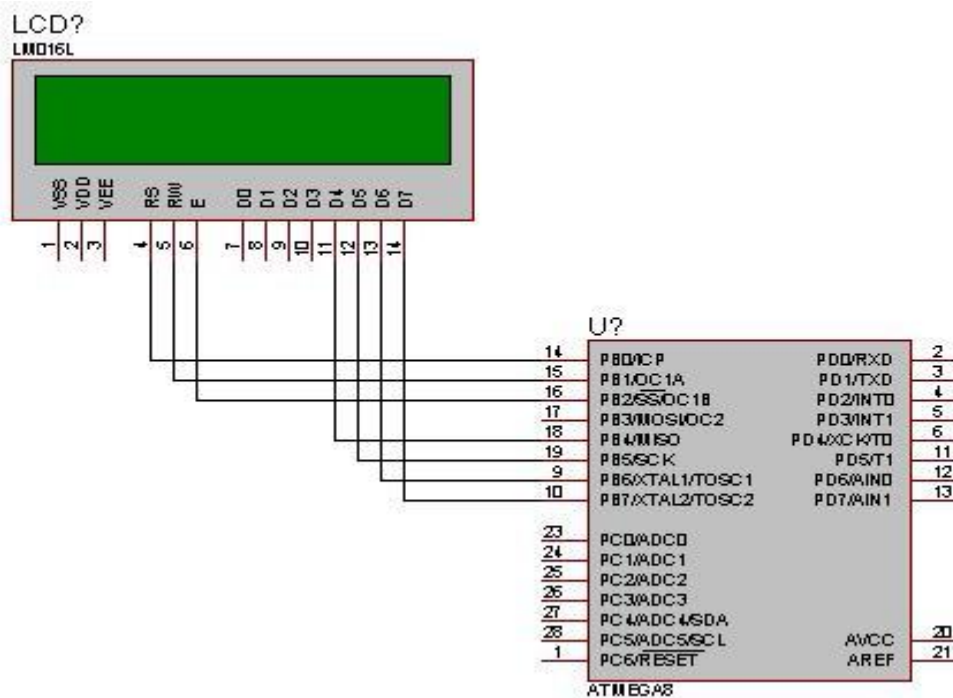 LCD?
LM016L
VSS VDD VEE RS RW E D0 D1 D2 D3 D4 D5 D6 D7
1 2 3 4 5 6 7 8 9 10 11 12 13 14
U?
14 PB0/ICP PD0/RXD 2
15 PB1/OC1A PD1/TXD 3
16 PB2/SS/OC1B PD2/INT0 4
17 PB3/MOSI/OC2 PD3/INT1 5
18 PB4/MISO PD4/XCK/T0 6
19 PB5/SCK PD5/T1 11
9 PB6/XTAL1/TOSC1 PD6/AIN0 12
10 PB7/XTAL2/TOSC2 PD7/AIN1 13
23 PC0/ADC0
24 PC1/ADC1
25 PC2/ADC2
26 PC3/ADC3
27 PC4/ADC4/SDA
28 PC5/ADC5/SCL AVCC 20
1 PC6/RESET AREF 21
ATMEGA8